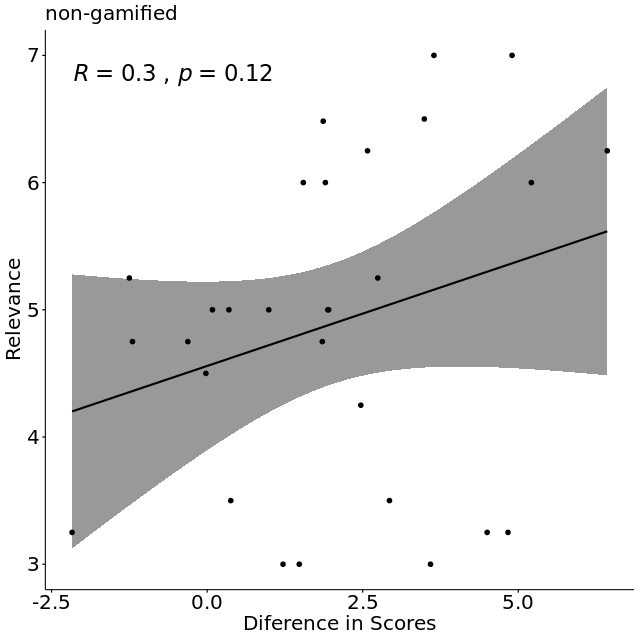 non-gamified
R = 0.3 , p = 0.12
7
6
5
4
3
Relevance
-2.5 0.0 2.5 5.0
Diference in Scores